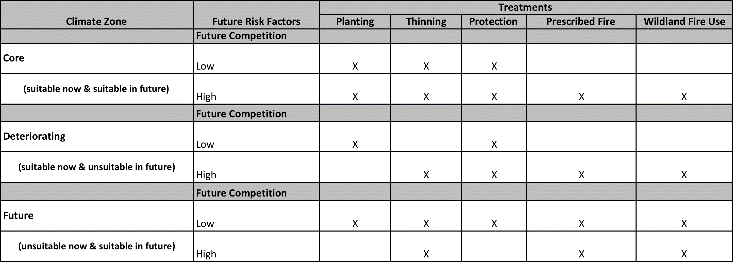 Climate Zone Future Risk Factors Treatments
Planting Thinning Protection Prescribed Fire Wildland Fire Use
Future Competition
Core
Low X X X
(suitable now & suitable in future)
High X X X X X
Future Competition
Deteriorating
Low X X
(suitable now & unsuitable in future)
High X X X X
Future Competition
Future
Low X X X X X
(unsuitable now & suitable in future)
High X X X